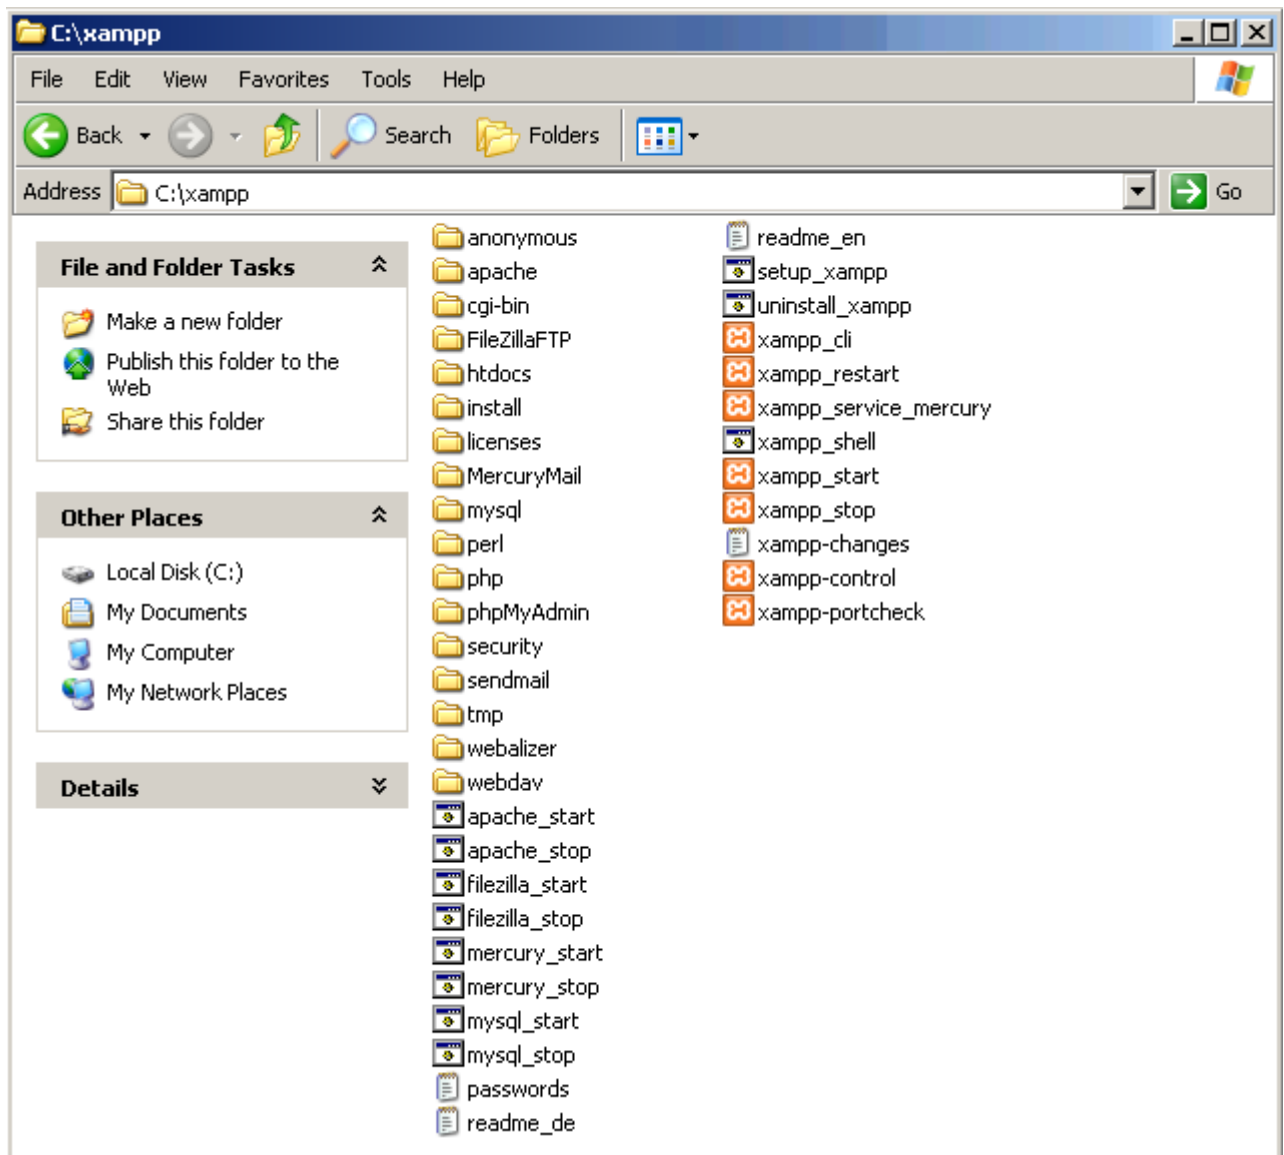 C:\xampp
File Edit View Favorites Tools Help
Back Search Folders
Address C:\xampp Go
File and Folder Tasks
Make a new folder
Publish this folder to the
Web
Share this folder
Other Places
Local Disk (C:)
My Documents
My Computer
My Network Places
Details
anonymous
apache
cgi-bin
FileZillaFTP
htdocs
install
licenses
MercuryMail
mysql
perl
php
phpMyAdmin
security
sendmail
tmp
webalizer
webdav
apache_start
apache_stop
filezilla_start
filezilla_stop
mercury_start
mercury_stop
mysql_start
mysql_stop
passwords
readme_de
readme_en
setup_xampp
uninstall_xampp
xampp_cli
xampp_restart
xampp_service_mercury
xampp_shell
xampp_start
xampp_stop
xampp-changes
xampp-control
xampp-portcheck